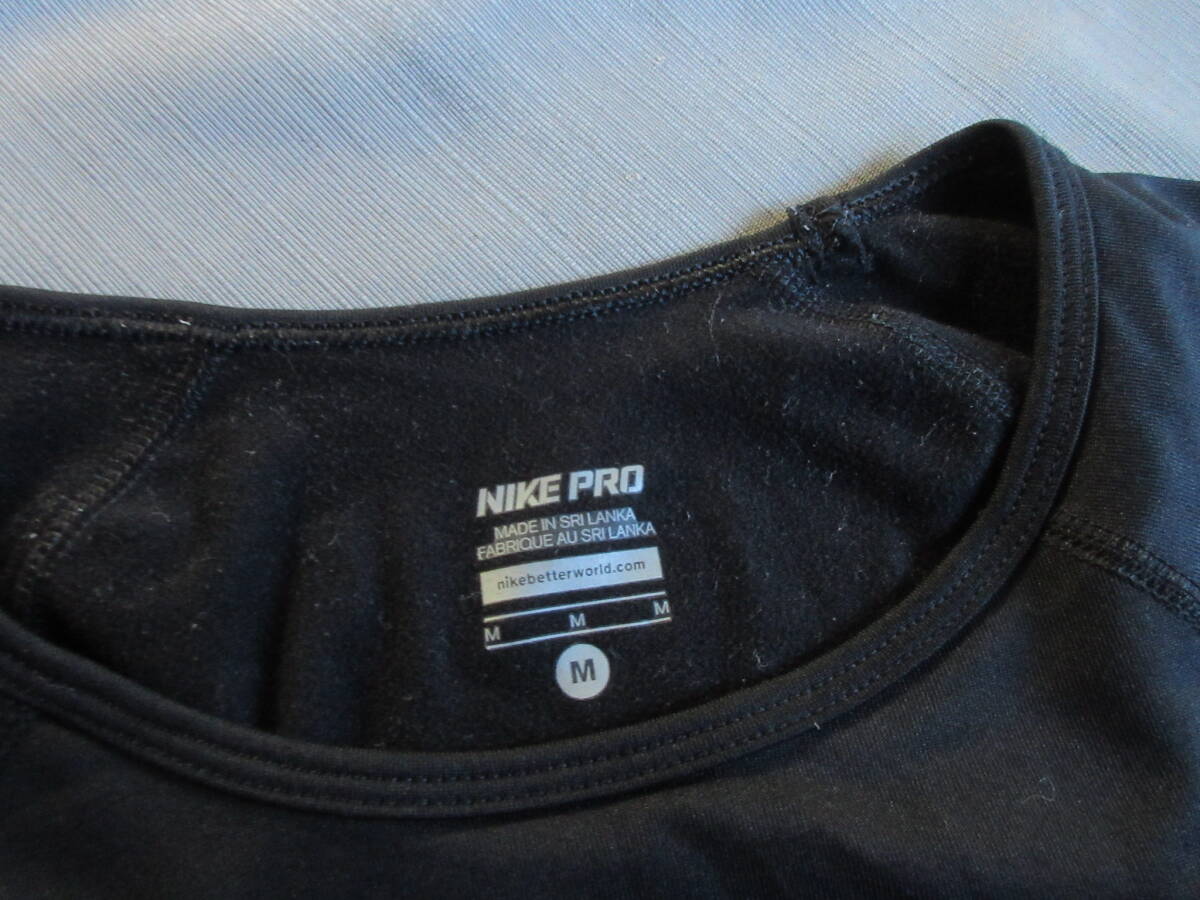 NIKE PRO
MADE IN SRI LANKA
FABRIQUE AU SRI LANKA
nikebetterworld.com
M M M
M